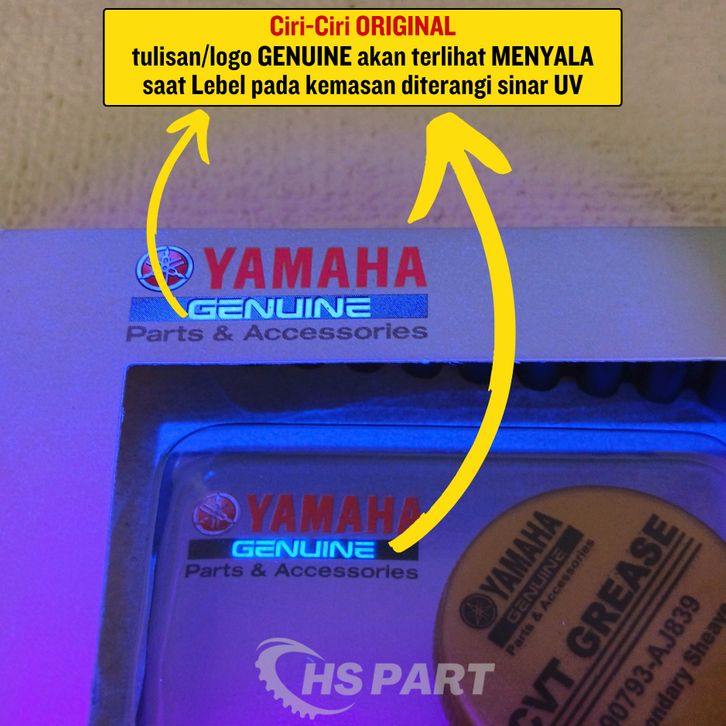 Ciri-Ciri ORIGINAL
tulisan/logo GENUINE akan terlihat MENYALA
saat Lebel pada kemasan diterangi sinar UV
YAMAHA
GENUINE
Parts & Accessories
YAMAHA
GENUINE
Parts & Accessories
YAMAHA
GENUINE
Parts & Accessories
CVT GREASE
0793-AJ839
HS PART